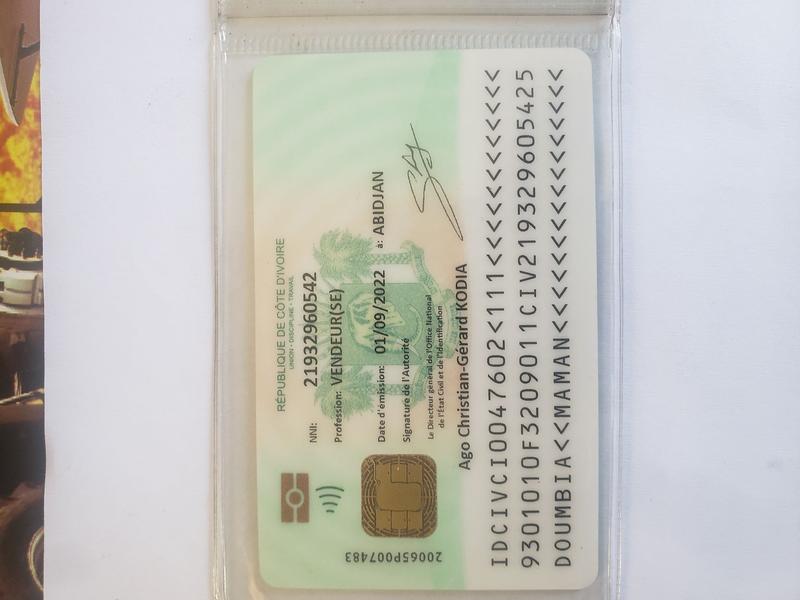 RÉPUBLIQUE DE CÔTE D'IVOIRE
UNION - DISCIPLINE - TRAVAIL
NNI: 21932960542
Profession: VENDEUR(SE)
Date d'émission: 01/09/2022 à: ABIDJAN
Signature de l'Autorité
Le Directeur général de l'Office National
de l'État Civil et de l'Identification
Ago Christian-Gérard KODIA
20065P007483
IDCIVCI0047602<111<<<<<<<<<<<<
9301010F3209011CIV219329605425
DOUMBIA<<MAMAN<<<<<<<<<<<<<<<<